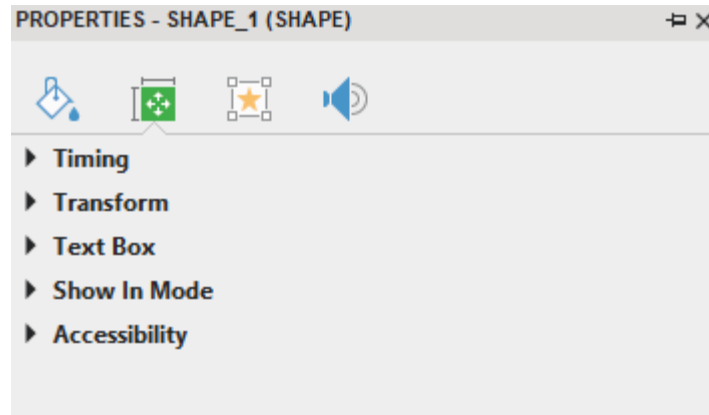 PROPERTIES - SHAPE_1 (SHAPE)
Timing
Transform
Text Box
Show In Mode
Accessibility